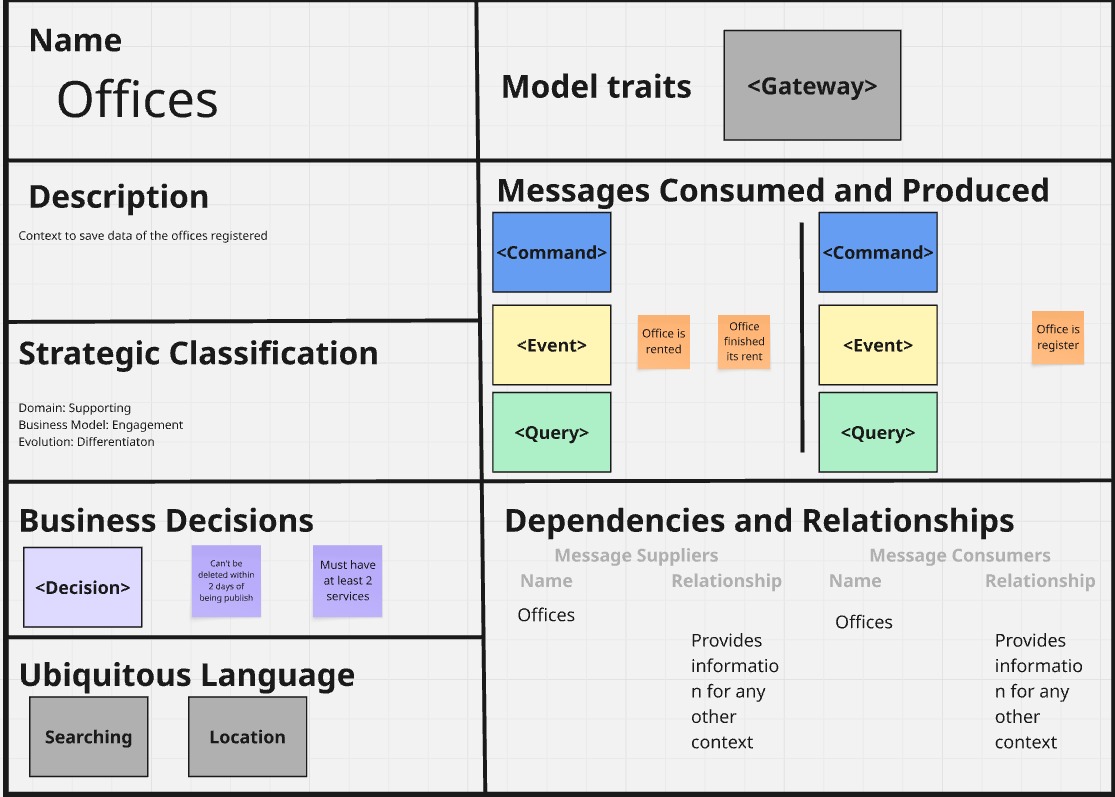 Name
Offices
Model traits
<Gateway>
Description
Context to save data of the offices registered
Strategic Classification
Domain: Supporting
Business Model: Engagement
Evolution: Differentiaton
Messages Consumed and Produced
<Command>
<Event>
Office is
rented
Office
finished
its rent
<Query>
<Command>
<Event>
Office is
register
<Query>
Business Decisions
<Decision>
Can't be
deleted within
2 days of
being publish
Must have
at least 2
services
Ubiquitous Language
Searching
Location
Dependencies and Relationships
Message Suppliers
Name
Relationship
Offices
Provides
informatio
n for any
other
context
Message Consumers
Name
Relationship
Offices
Provides
informatio
n for any
other
context